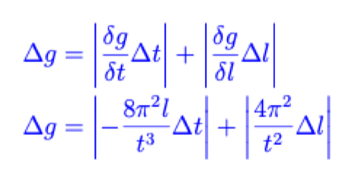 Δg = |δg/δt Δt| + |δg/δl Δl|
Δg = |−8π²l/t³ Δt| + |4π²/t² Δl|